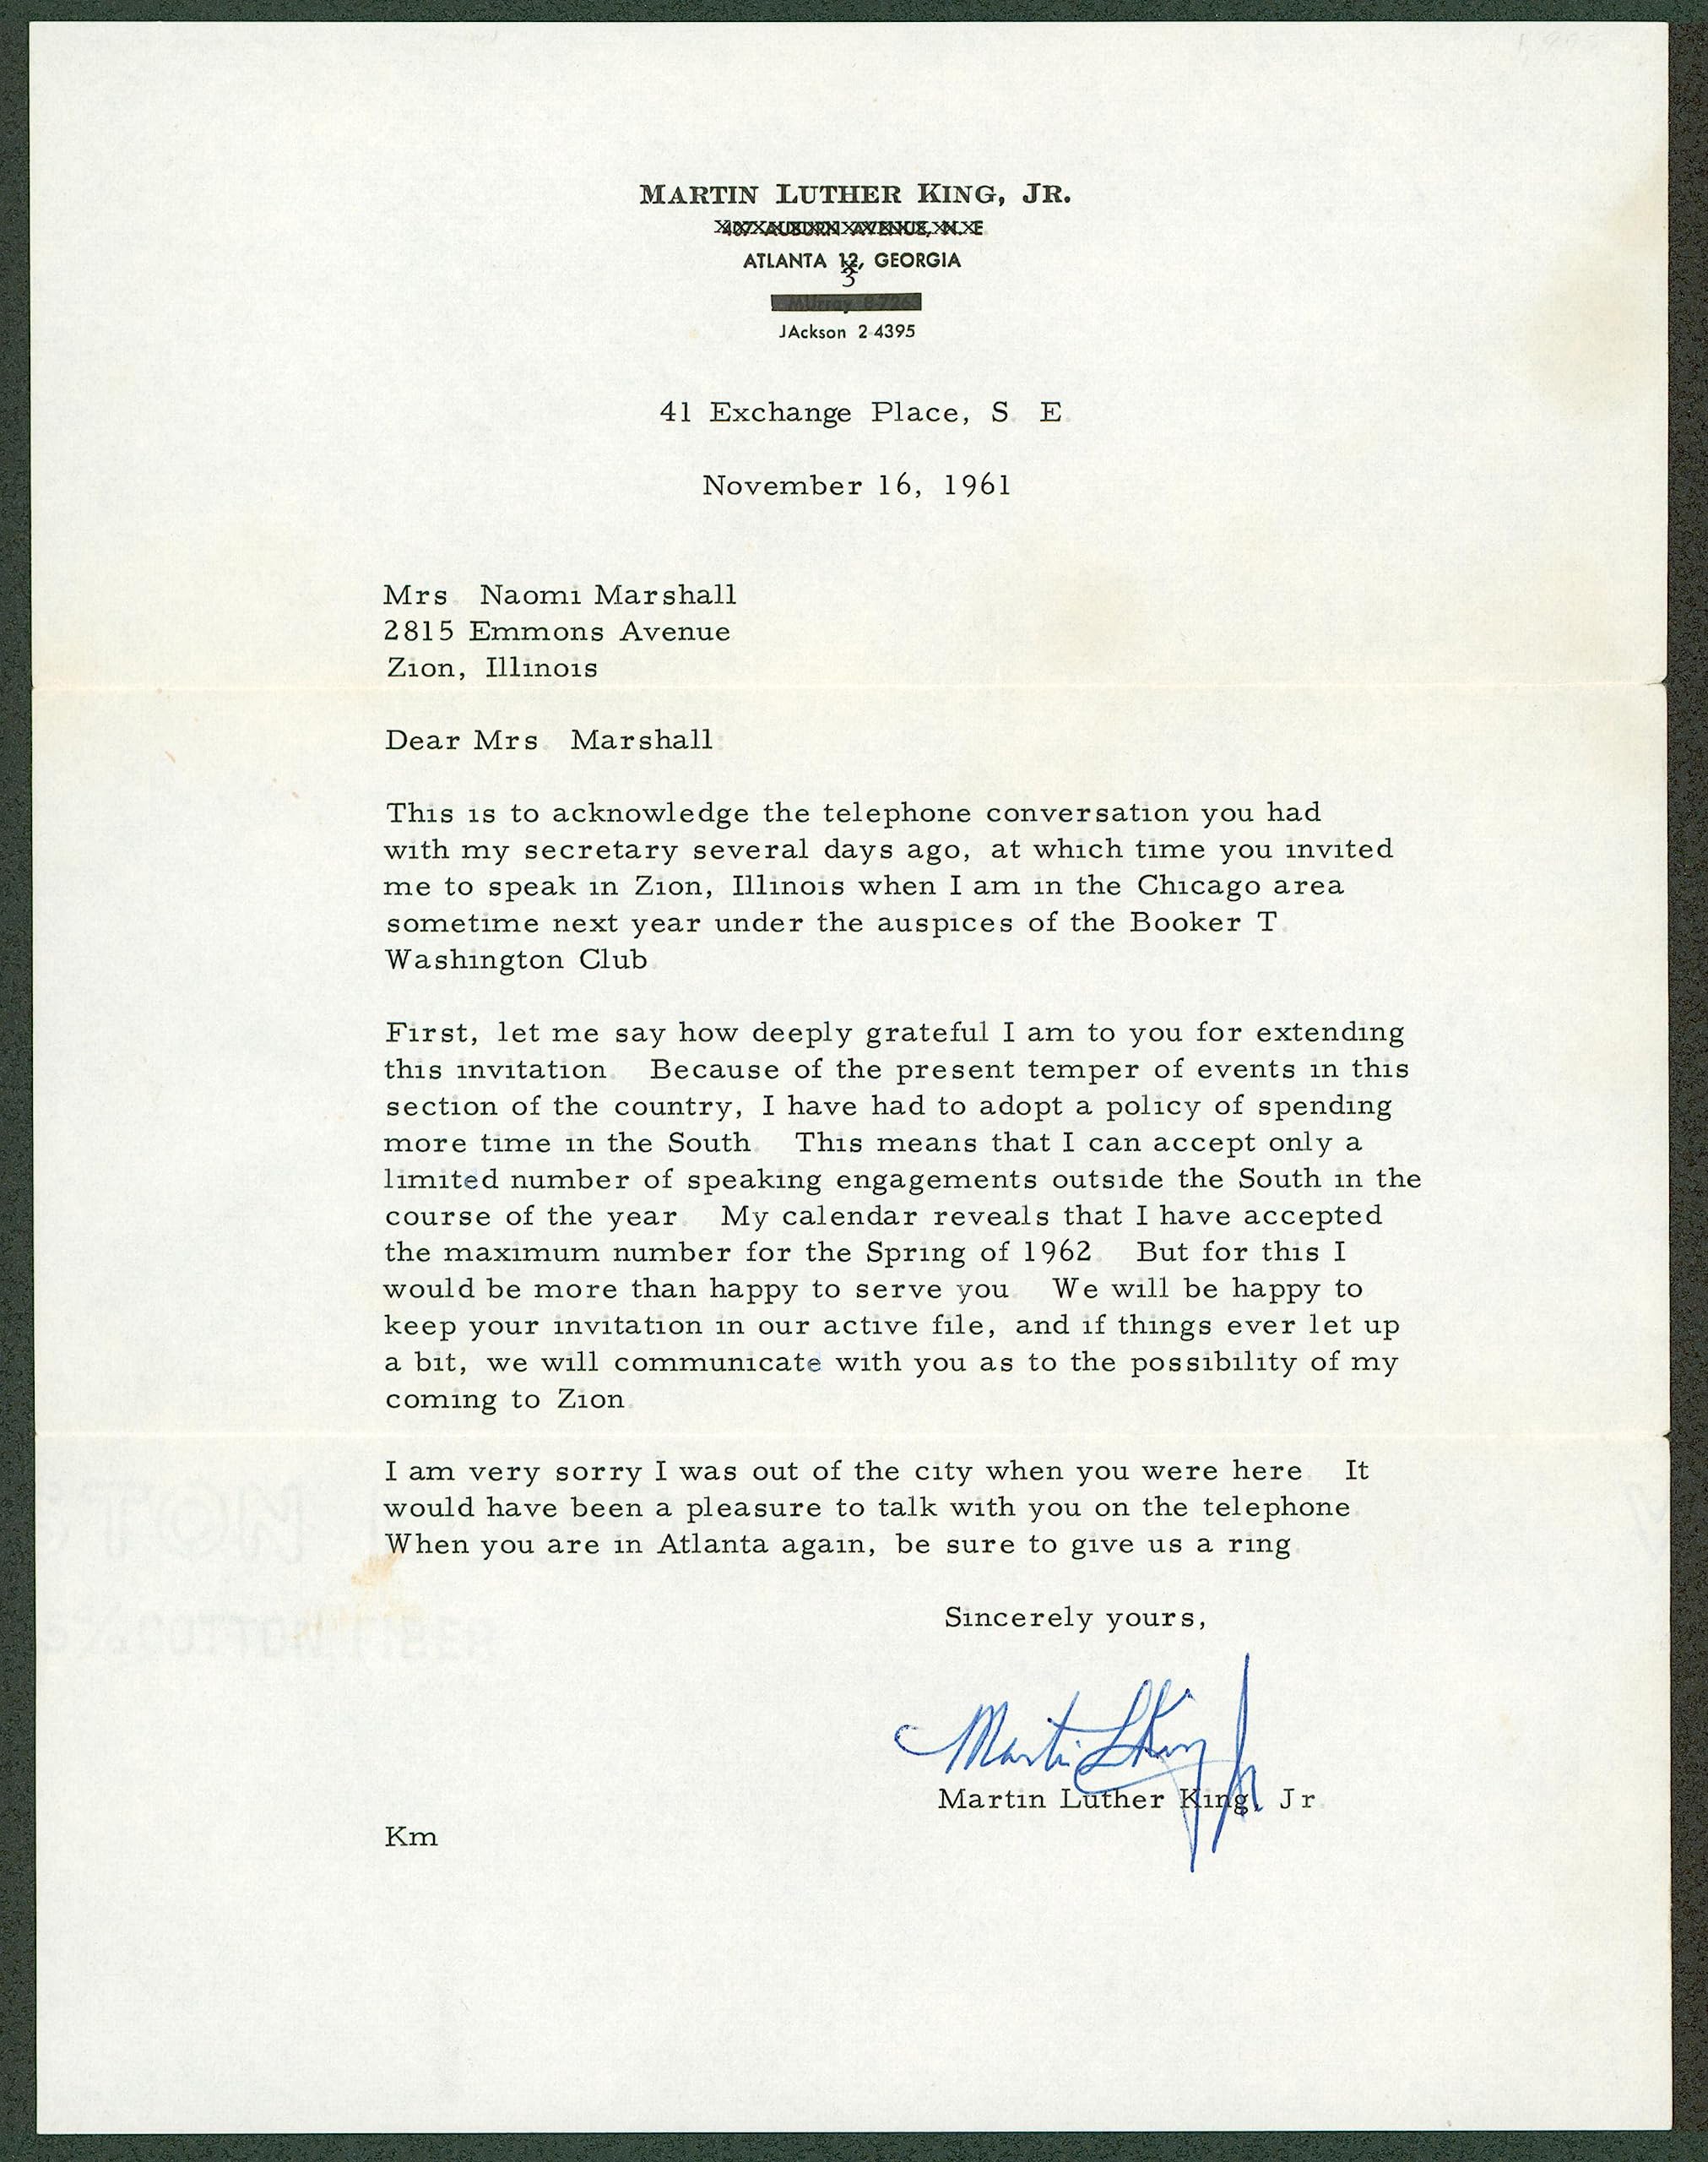 MARTIN LUTHER KING, JR.
407 AUBURN AVENUE, N. E.
ATLANTA 12, GEORGIA
3
MUrray
JAckson 2-4395
41 Exchange Place, S. E.
November 16, 1961
Mrs. Naomi Marshall
2815 Emmons Avenue
Zion, Illinois
Dear Mrs. Marshall:
This is to acknowledge the telephone conversation you had
with my secretary several days ago, at which time you invited
me to speak in Zion, Illinois when I am in the Chicago area
sometime next year under the auspices of the Booker T.
Washington Club.
First, let me say how deeply grateful I am to you for extending
this invitation. Because of the present temper of events in this
section of the country, I have had to adopt a policy of spending
more time in the South. This means that I can accept only a
limited number of speaking engagements outside the South in the
course of the year. My calendar reveals that I have accepted
the maximum number for the Spring of 1962. But for this I
would be more than happy to serve you. We will be happy to
keep your invitation in our active file, and if things ever let up
a bit, we will communicate with you as to the possibility of my
coming to Zion.
I am very sorry I was out of the city when you were here. It
would have been a pleasure to talk with you on the telephone.
When you are in Atlanta again, be sure to give us a ring.
Sincerely yours,
Martin L King Jr
Martin Luther King, Jr.
Km